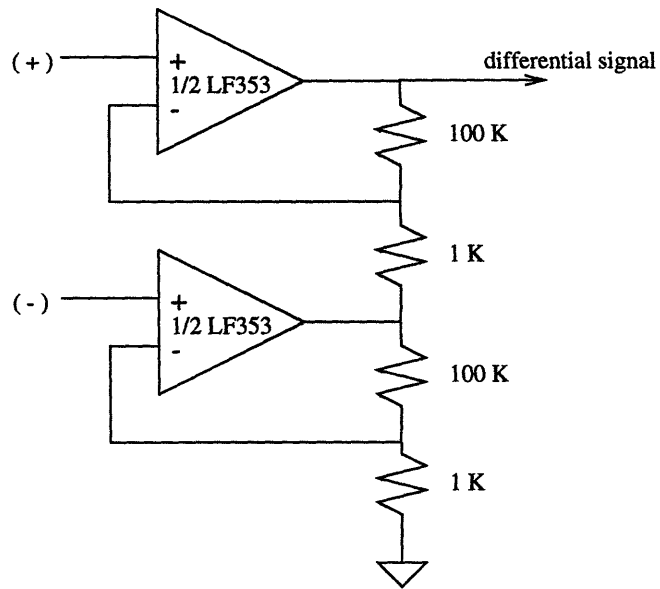 (+)
+
1/2 LF353
-
differential signal
100 K
1 K
(-)
+
1/2 LF353
-
100 K
1 K